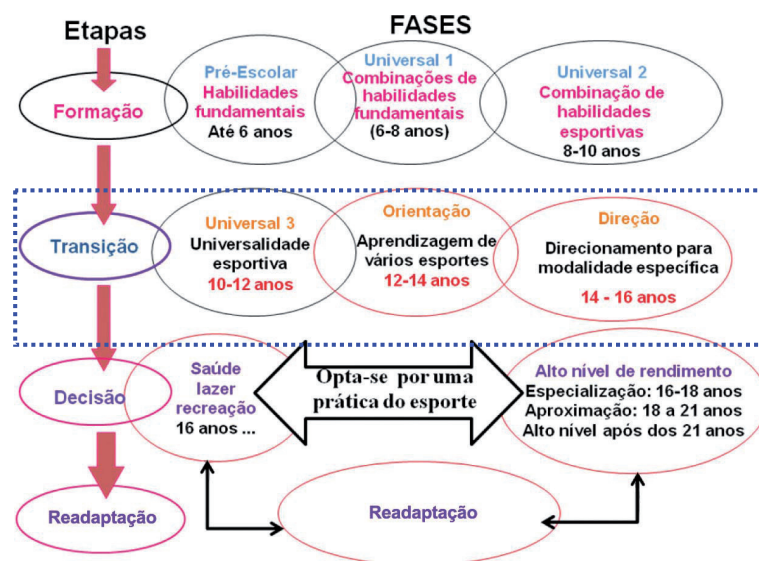 Etapas
FASES
Formação
Pré-Escolar
Habilidades
fundamentais
Até 6 anos
Universal 1
Combinações de
habilidades
fundamentais
(6-8 anos)
Universal 2
Combinação de
habilidades
esportivas
8-10 anos
Transição
Universal 3
Universalidade
esportiva
10-12 anos
Orientação
Aprendizagem de
vários esportes
12-14 anos
Direção
Direcionamento para
modalidade específica
14 - 16 anos
Decisão
Saúde
lazer
recreação
16 anos ...
Opta-se por uma
prática do esporte
Alto nível de rendimento
Especialização: 16-18 anos
Aproximação: 18 a 21 anos
Alto nível após dos 21 anos
Readaptação
Readaptação